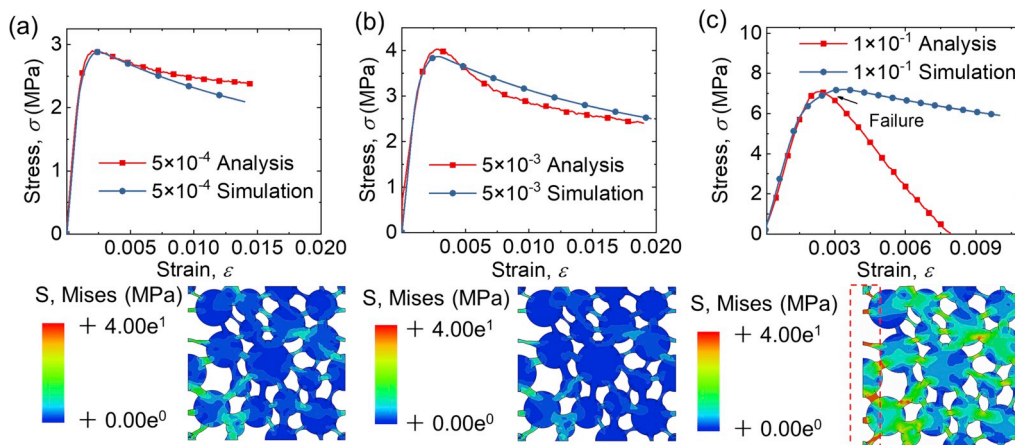 (a)
3
2
1
0
Stress, σ (MPa)
5×10⁻⁴ Analysis
5×10⁻⁴ Simulation
0.005 0.010 0.015 0.020
Strain, ε
(b)
4
3
2
1
0
Stress, σ (MPa)
5×10⁻³ Analysis
5×10⁻³ Simulation
0.005 0.010 0.015 0.020
Strain, ε
(c)
10
8
6
4
2
0
Stress, σ (MPa)
1×10⁻¹ Analysis
1×10⁻¹ Simulation
Failure
0.003 0.006 0.009
Strain, ε
S, Mises (MPa)
+ 4.00e¹
+ 0.00e⁰
S, Mises (MPa)
+ 4.00e¹
+ 0.00e⁰
S, Mises (MPa)
+ 4.00e¹
+ 0.00e⁰